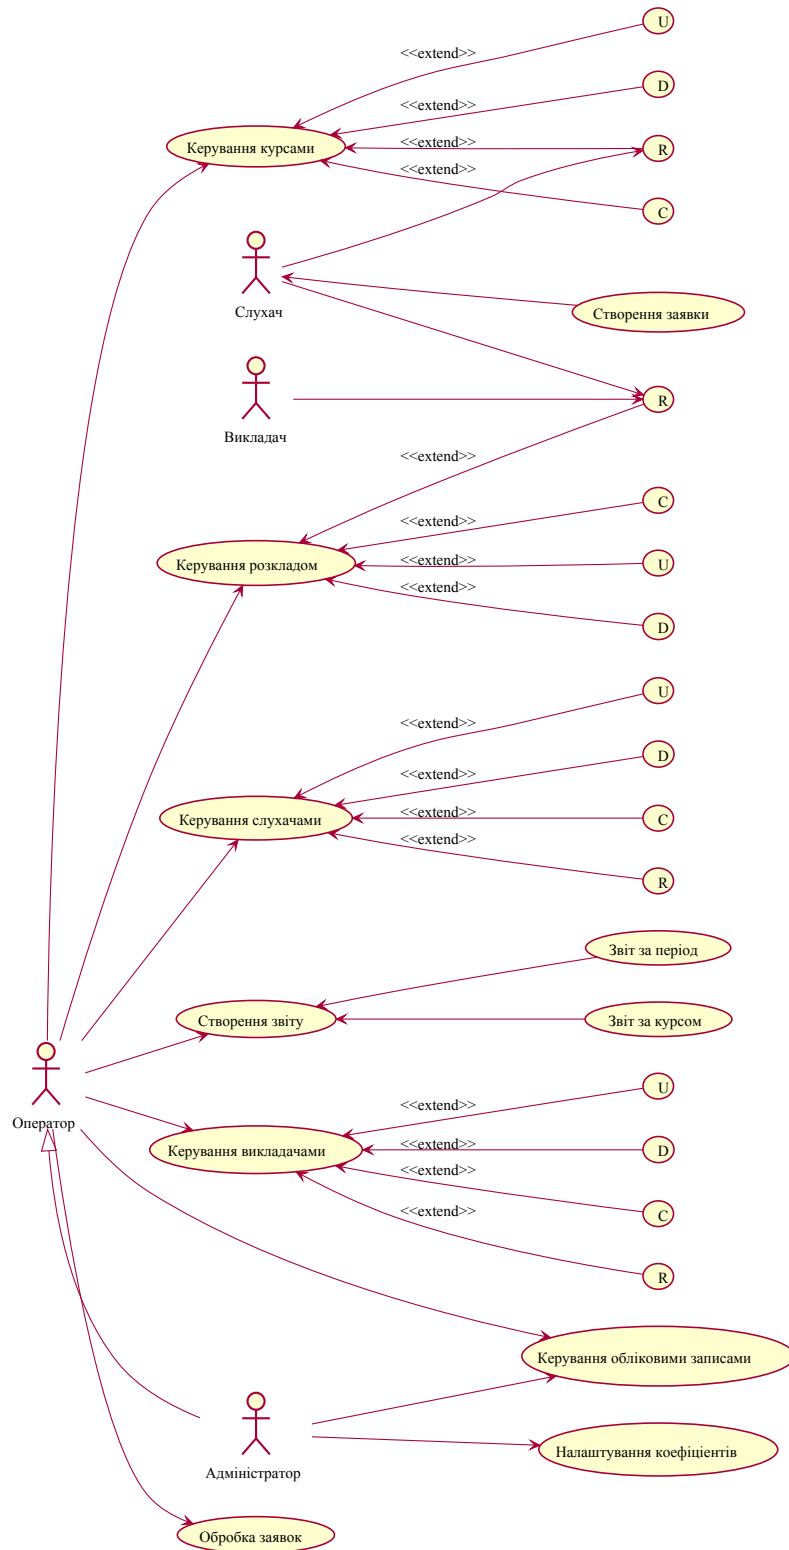 U
<<extend>>
D
<<extend>>
Керування курсами
<<extend>>
R
<<extend>>
C
Слухач
Створення заявки
Викладач
R
<<extend>>
C
<<extend>>
Керування розкладом
<<extend>>
U
<<extend>>
D
U
<<extend>>
D
<<extend>>
Керування слухачами
<<extend>>
C
<<extend>>
R
Звіт за період
Створення звіту
Звіт за курсом
Оператор
U
<<extend>>
Керування викладачами
<<extend>>
D
<<extend>>
C
<<extend>>
R
Керування обліковими записами
Адміністратор
Налаштування коефіцієнтів
Обробка заявок